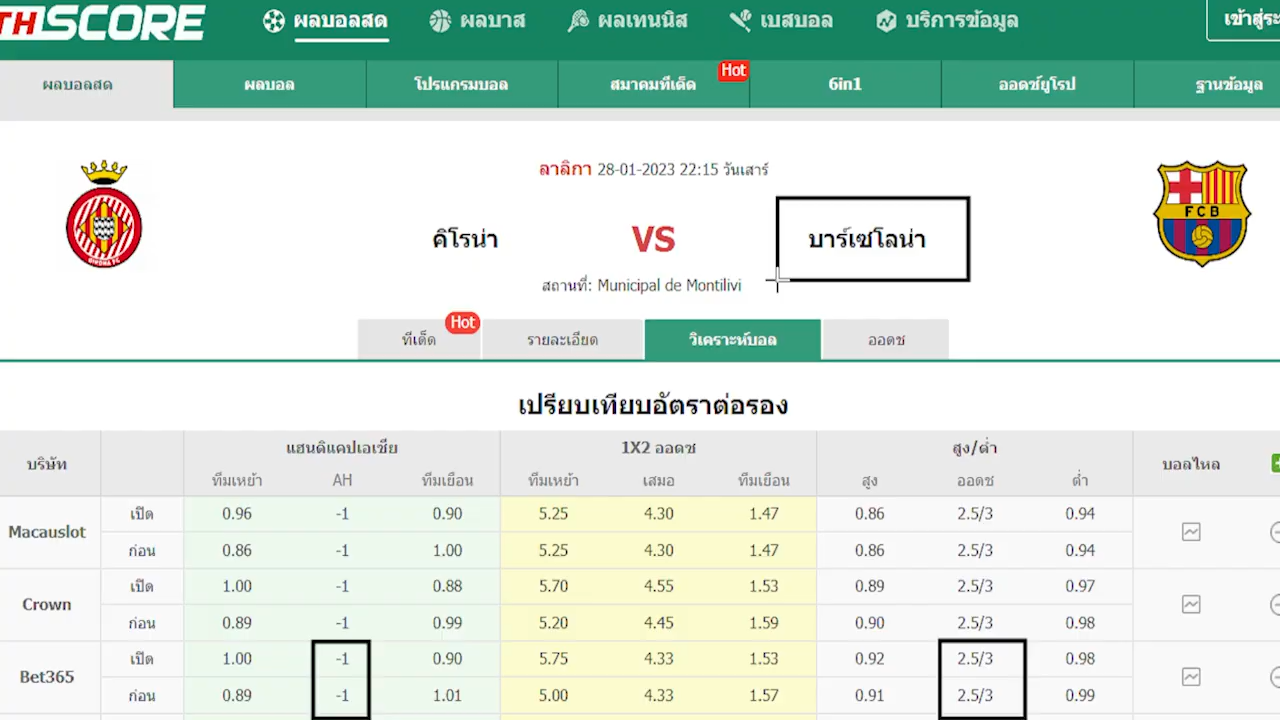 THSCORE ผลบอลสด ผลบาส ผลเทนนิส เบสบอล บริการข้อมูล
ผลบอลสด ผลบอล โปรแกรมบอล สมาคมทีเด็ด Hot 6in1 ออดซ์ยุโรป ฐานข้อมูล
ลาลิกา 28-01-2023 22:15 วันเสาร์
คิโรน่า VS บาร์เซโลน่า
FCB
GIRONA FC
สถานที่: Municipal de Montilivi
ทีเด็ด Hot รายละเอียด วิเคราะห์บอล ออดซ
เปรียบเทียบอัตราต่อรอง
บริษัท แฮนดิแคปเอเชีย 1X2 ออดซ สูง/ต่ำ บอลไหล
ทีมเหย้า AH ทีมเยือน ทีมเหย้า เสมอ ทีมเยือน สูง ออดซ ต่ำ
Macauslot เปิด 0.96 -1 0.90 5.25 4.30 1.47 0.86 2.5/3 0.94
ก่อน 0.86 -1 1.00 5.25 4.30 1.47 0.86 2.5/3 0.94
Crown เปิด 1.00 -1 0.88 5.70 4.55 1.53 0.89 2.5/3 0.97
ก่อน 0.89 -1 0.99 5.20 4.45 1.59 0.90 2.5/3 0.98
Bet365 เปิด 1.00 -1 0.90 5.75 4.33 1.53 0.92 2.5/3 0.98
ก่อน 0.89 -1 1.01 5.00 4.33 1.57 0.91 2.5/3 0.99